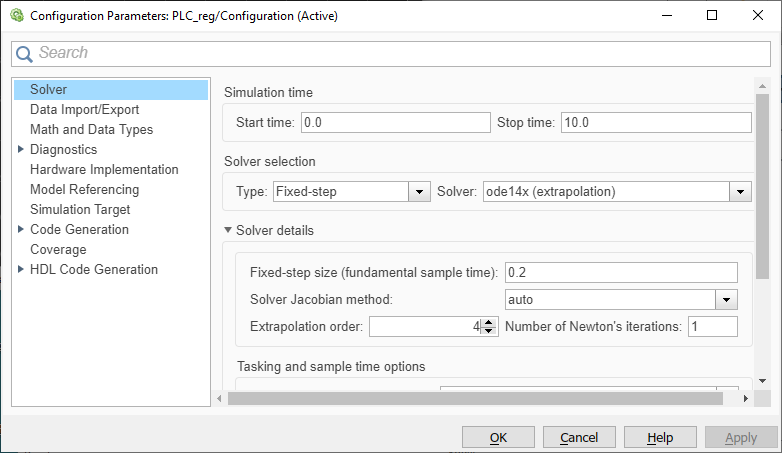 Configuration Parameters: PLC_reg/Configuration (Active)
Search
Solver
Data Import/Export
Math and Data Types
Diagnostics
Hardware Implementation
Model Referencing
Simulation Target
Code Generation
Coverage
HDL Code Generation
Simulation time
Start time: 0.0 Stop time: 10.0
Solver selection
Type: Fixed-step Solver: ode14x (extrapolation)
Solver details
Fixed-step size (fundamental sample time): 0.2
Solver Jacobian method: auto
Extrapolation order: 4 Number of Newton's iterations: 1
Tasking and sample time options
OK Cancel Help Apply